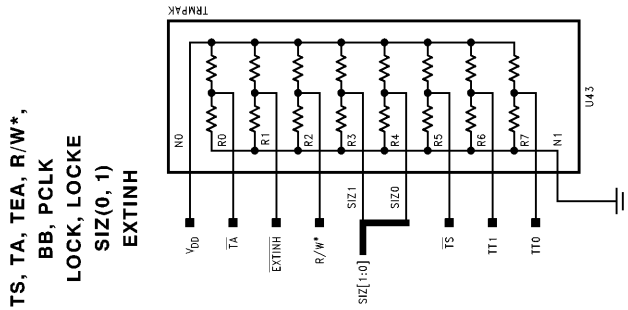 TS, TA, TEA, R/W*,
BB, PCLK
LOCK, LOCKE
SIZ(0, 1)
EXTINH
TRMPAK
U43
N0
R0
R1
R2
R3
R4
R5
R6
R7
N1
SIZ1
SIZ0
VDD
TA
EXTINH
R/W*
SIZ[1:0]
TS
TT1
TT0